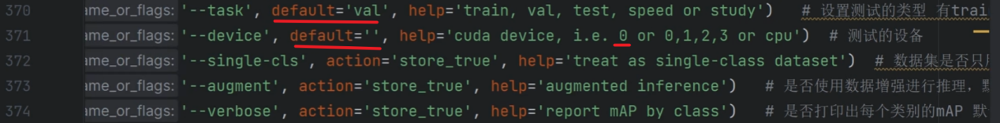 370 ame_or_flags: '--task', default='val', help='train, val, test, speed or study') # 设置测试的类型 有trai
371 ame_or_flags: '--device', default='', help='cuda device, i.e. 0 or 0,1,2,3 or cpu') # 测试的设备
372 ame_or_flags: '--single-cls', action='store_true', help='treat as single-class dataset') # 数据集是否只
373 ame_or_flags: '--augment', action='store_true', help='augmented inference') # 是否使用数据增强进行推理,
374 ame_or_flags: '--verbose', action='store_true', help='report mAP by class') # 是否打印出每个类别的mAP 默